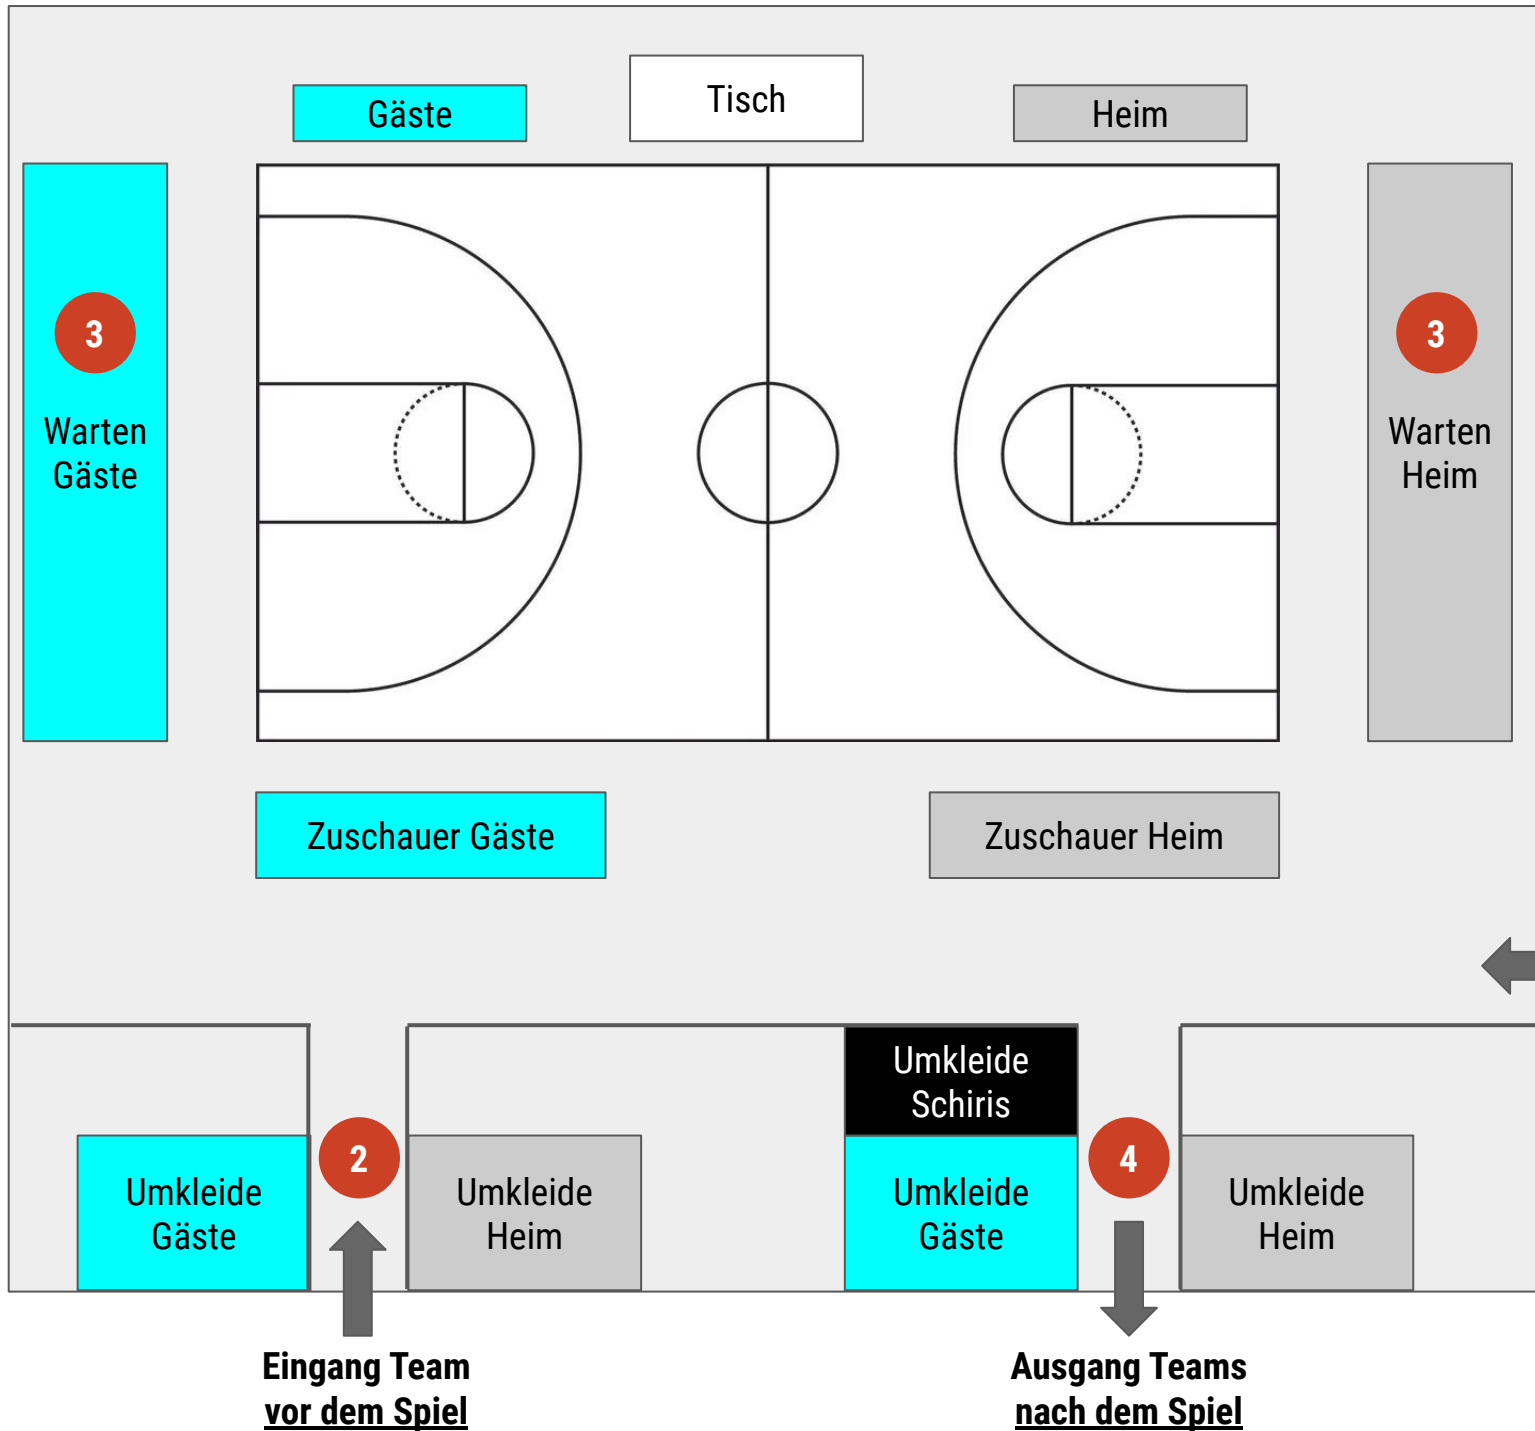 Gäste
Tisch
Heim
3
Warten
Gäste
3
Warten
Heim
Zuschauer Gäste
Zuschauer Heim
Umkleide
Schiris
Umkleide
Gäste
2
Umkleide
Heim
Umkleide
Gäste
4
Umkleide
Heim
Eingang Team
vor dem Spiel
Ausgang Teams
nach dem Spiel